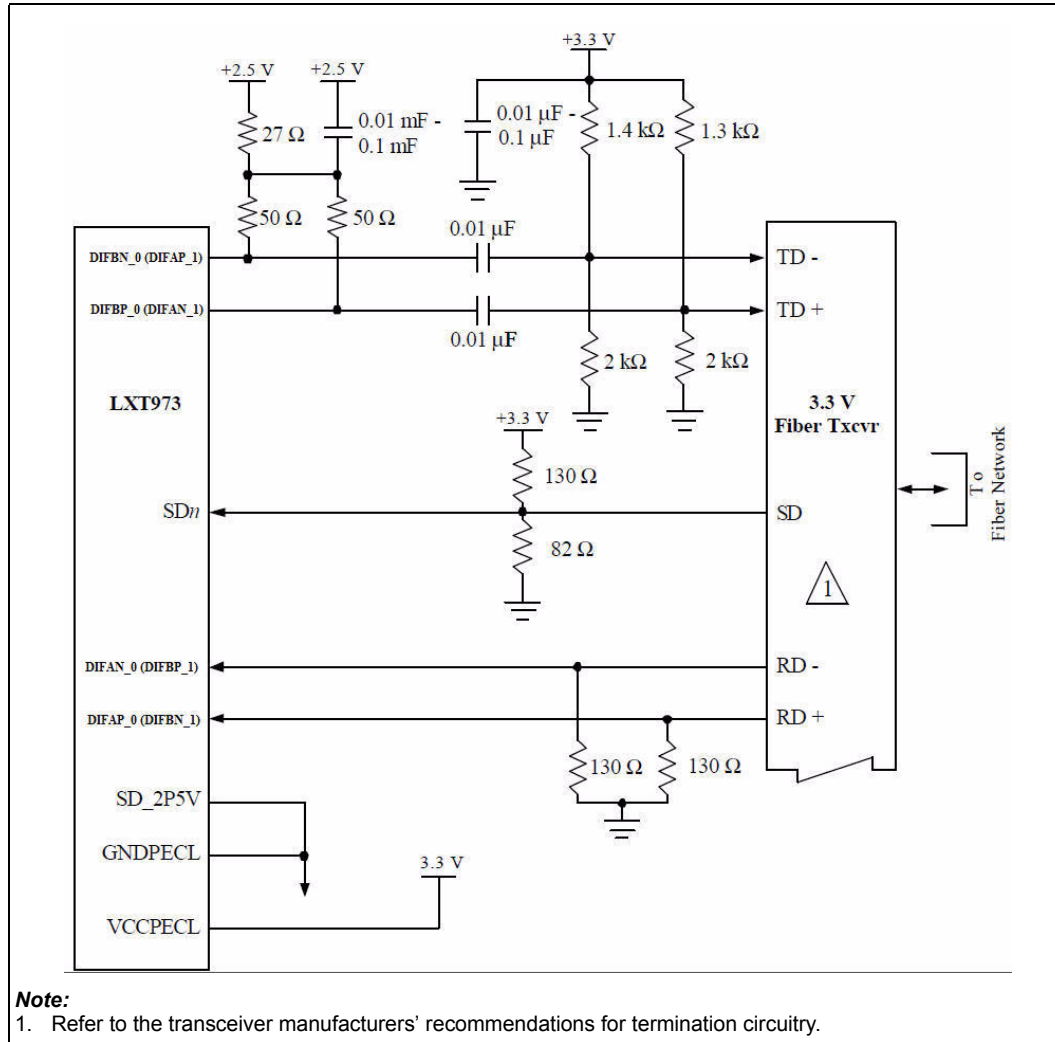 +3.3 V
+2.5 V
+2.5 V
27 Ω
0.01 mF -
0.1 mF
0.01 µF -
0.1 µF
1.4 kΩ
1.3 kΩ
50 Ω
50 Ω
0.01 µF
DIFBN_0 (DIFAP_1)
TD -
DIFBP_0 (DIFAN_1)
TD +
0.01 µF
2 kΩ
2 kΩ
LXT973
3.3 V
Fiber Txcvr
+3.3 V
130 Ω
SDn
SD
82 Ω
To
Fiber Network
1
DIFAN_0 (DIFBP_1)
RD -
DIFAP_0 (DIFBN_1)
RD +
130 Ω
130 Ω
SD_2P5V
GNDPECL
3.3 V
VCCPECL
Note:
1. Refer to the transceiver manufacturers’ recommendations for termination circuitry.